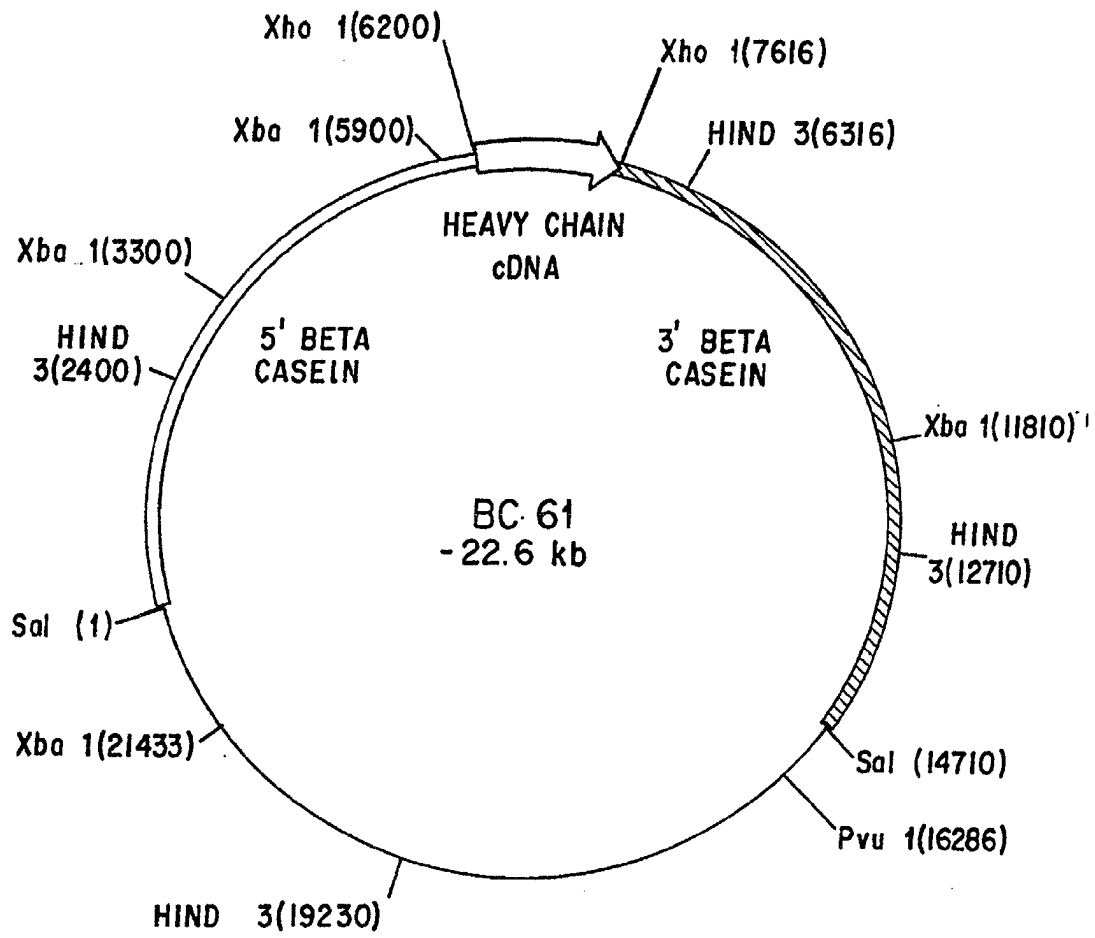 Xho 1(6200)
Xho 1(7616)
Xba 1(5900)
HIND 3(6316)
HEAVY CHAIN
cDNA
Xba 1(3300)
HIND
3(2400)
5' BETA
CASEIN
3' BETA
CASEIN
Xba 1(11810)
BC 61
-22.6 kb
HIND
3(12710)
Sal (1)
Xba 1(21433)
Sal (14710)
Pvu 1(16286)
HIND 3(19230)